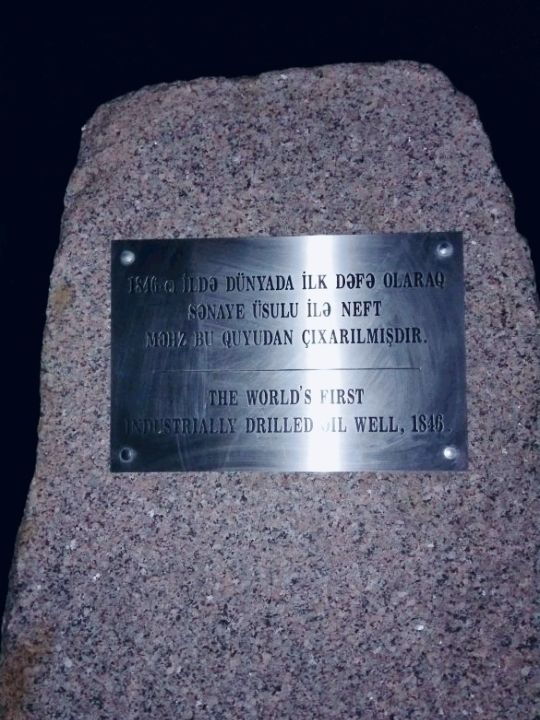 1846-cı İLDƏ DÜNYADA İLK DƏFƏ OLARAQ
SƏNAYE ÜSULU İLƏ NEFT
MƏHZ BU QUYUDAN ÇIXARILMIŞDIR.
THE WORLD'S FIRST
INDUSTRIALLY DRILLED OIL WELL, 1846.